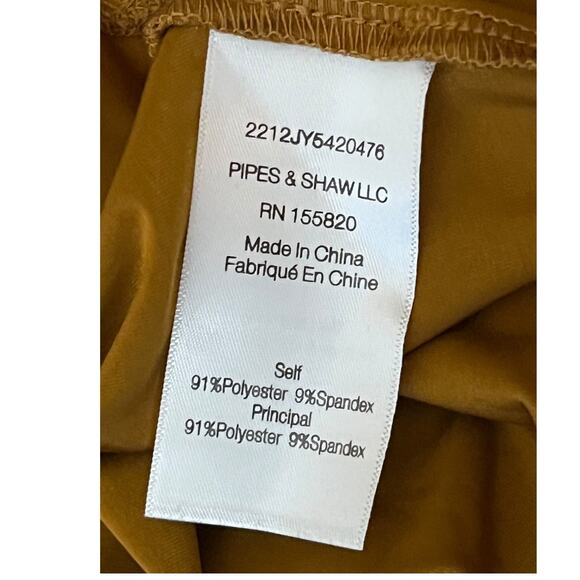 2212JY5420476
PIPES & SHAW LLC
RN 155820
Made In China
Fabriqué En Chine
Self
91%Polyester 9%Spandex
Principal
91%Polyester 9%Spandex